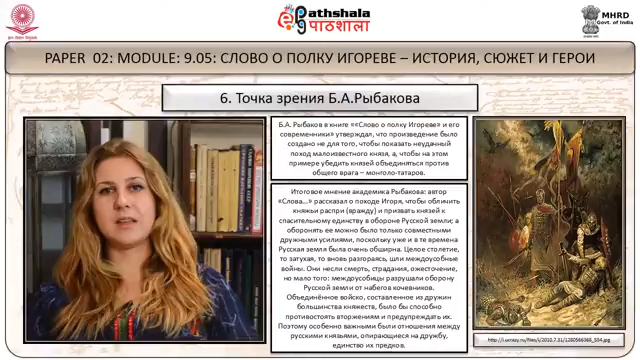 ePathshala
पाठशाला
MHRD
Govt. of India
PAPER 02: MODULE: 9.05: СЛОВО О ПОЛКУ ИГОРЕВЕ – ИСТОРИЯ, СЮЖЕТ И ГЕРОИ
6. Точка зрения Б.А.Рыбакова
Б.А. Рыбаков в книге ««Слово о полку Игореве» и его
современники» утверждал, что произведение было
создано не для того, чтобы показать неудачный
поход малоизвестного князя, а, чтобы на этом
примере убедить князей объединяться против
общего врага – монголо-татаров.
Итоговое мнение академика Рыбакова: автор
«Слова...» рассказал о походе Игоря, чтобы обличить
княжьи распри (вражду) и призвать князей к
спасительному единству в обороне Русской земли; а
оборонять ее можно было только совместными
дружными усилиями, поскольку уже и в те времена
Русская земля была очень обширна. Целое столетие,
то затухая, то вновь разгораясь, шли междоусобные
войны. Они несли смерть, страдания, ожесточение,
но мало того: междоусобицы разрушали оборону
Русской земли от набегов кочевников.
Объединённое войско, составленное из дружин
большинства княжеств, было бы способно
противостоять вторжениям и предупреждать их.
Поэтому особенно важными были отношения между
русскими князьями, опирающимися на дружбу,
единство их предков.